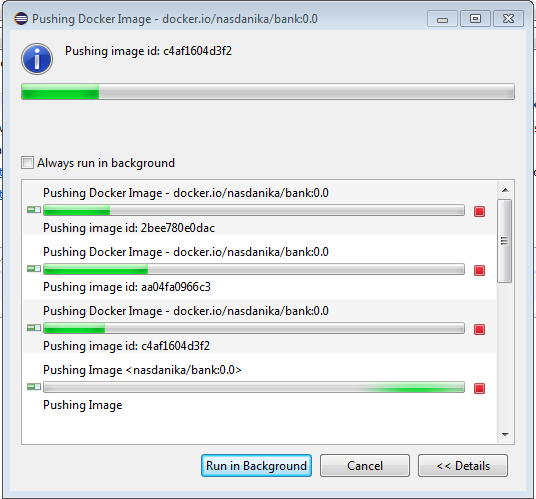 Pushing Docker Image - docker.io/nasdanika/bank:0.0
Pushing image id: c4af1604d3f2
Always run in background
Pushing Docker Image - docker.io/nasdanika/bank:0.0
Pushing image id: 2bee780e0dac
Pushing Docker Image - docker.io/nasdanika/bank:0.0
Pushing image id: aa04fa0966c3
Pushing Docker Image - docker.io/nasdanika/bank:0.0
Pushing image id: c4af1604d3f2
Pushing Image <nasdanika/bank:0.0>
Pushing Image
Run in Background
Cancel
<< Details